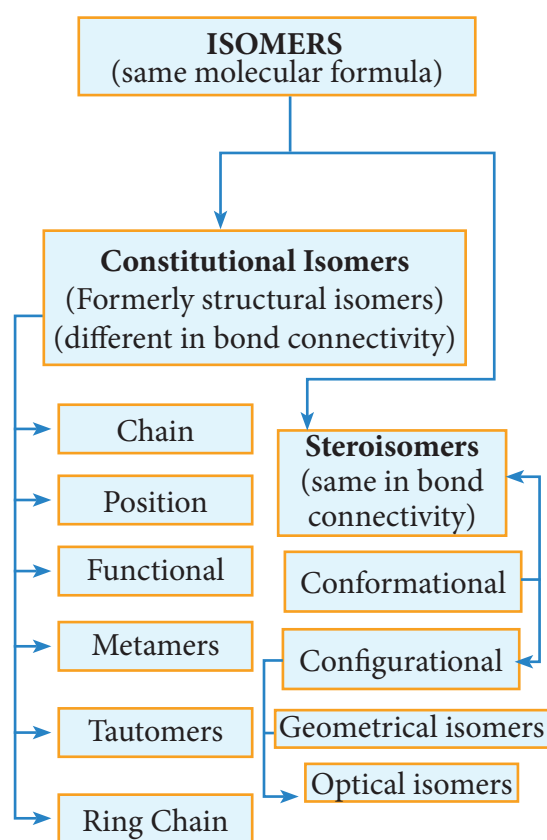 ISOMERS
(same molecular formula)
Constitutional Isomers
(Formerly structural isomers)
(different in bond connectivity)
Chain
Position
Functional
Metamers
Tautomers
Ring Chain
Steroisomers
(same in bond
connectivity)
Conformational
Configurational
Geometrical isomers
Optical isomers